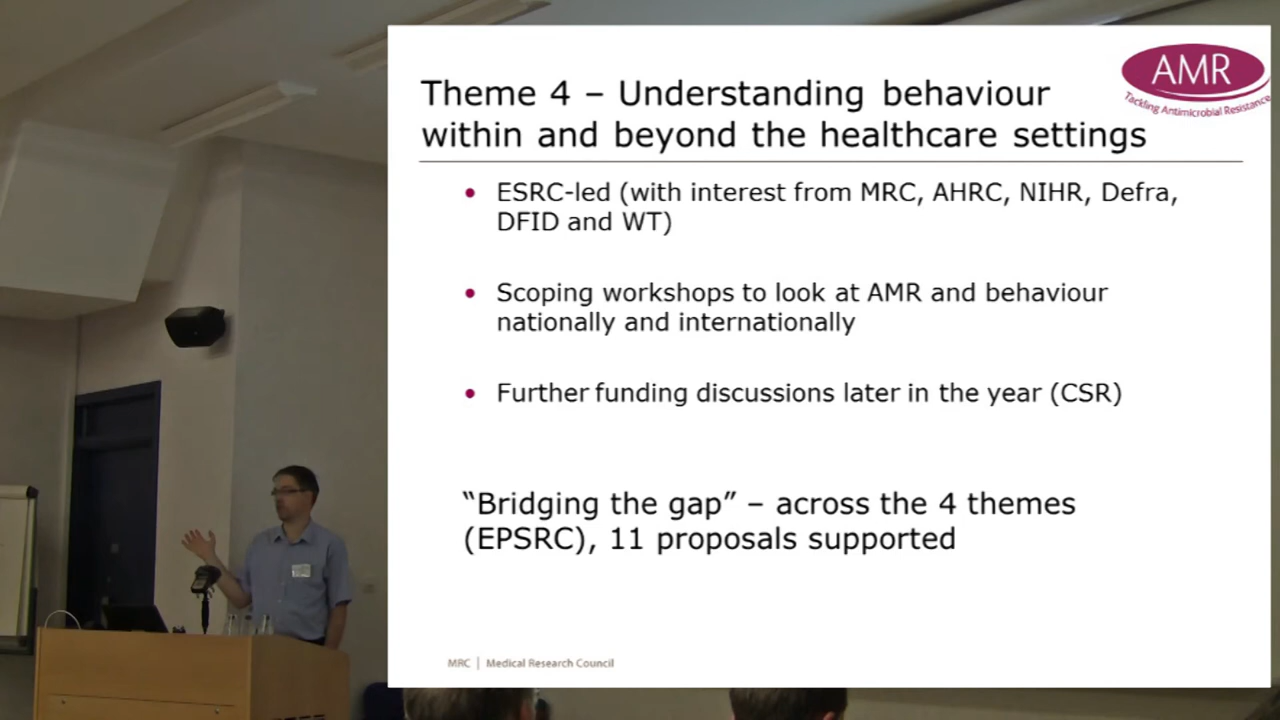 AMR
Tackling Antimicrobial Resistance
Theme 4 – Understanding behaviour
within and beyond the healthcare settings
• ESRC-led (with interest from MRC, AHRC, NIHR, Defra,
DFID and WT)
• Scoping workshops to look at AMR and behaviour
nationally and internationally
• Further funding discussions later in the year (CSR)
“Bridging the gap” – across the 4 themes
(EPSRC), 11 proposals supported
MRC | Medical Research Council